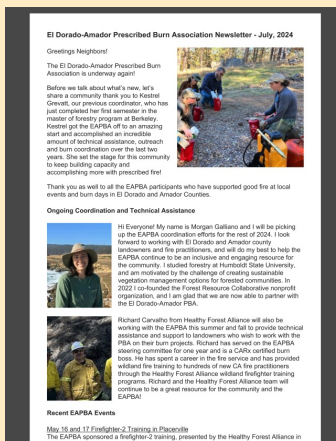 El Dorado-Amador Prescribed Burn Association Newsletter - July, 2024
Greetings Neighbors!
The El Dorado-Amador Prescribed Burn
Association is underway again!
Before we talk about what's new, let's
share a community thank you to Kestrel
Grevatt, our previous coordinator, who has
just completed her first semester in the
master of forestry program at Berkeley.
Kestrel got the EAPBA off to an amazing
start and accomplished an incredible
amount of technical assistance, outreach
and burn coordination over the last two
years. She set the stage for this community
to keep building capacity and
accomplishing more with prescribed fire!
Thank you as well to all the EAPBA participants who have supported good fire at local
events and burn days in El Dorado and Amador Counties.
Ongoing Coordination and Technical Assistance
Hi Everyone! My name is Morgan Galliano and I will be picking
up the EAPBA coordination efforts for the rest of 2024. I look
forward to working with El Dorado and Amador county
landowners and fire practitioners, and will do my best to help the
EAPBA continue to be an inclusive and engaging resource for
the community. I studied forestry at Humboldt State University,
and am motivated by the challenge of creating sustainable
vegetation management options for forested communities. In
2022 I co-founded the Forest Resource Collaborative nonprofit
organization, and I am glad that we are now able to partner with
the El Dorado-Amador PBA.
Richard Carvalho from Healthy Forest Alliance will also be
working with the EAPBA this summer and fall to provide technical
assistance and support to landowners who wish to work with the
PBA on their burn projects. Richard has served on the EAPBA
steering committee for one year and is a CARx certified burn
boss. He has spent a career in the fire service and has provided
wildland fire training to hundreds of new CA fire practitioners
through the Healthy Forest Alliance wildland firefighter training
programs. Richard and the Healthy Forest Alliance team will
continue to be a great resource for the community and the
EAPBA!
Recent EAPBA Events
May 16 and 17 Firefighter-2 Training in Placerville
The EAPBA sponsored a firefighter-2 training, presented by the Healthy Forest Alliance in